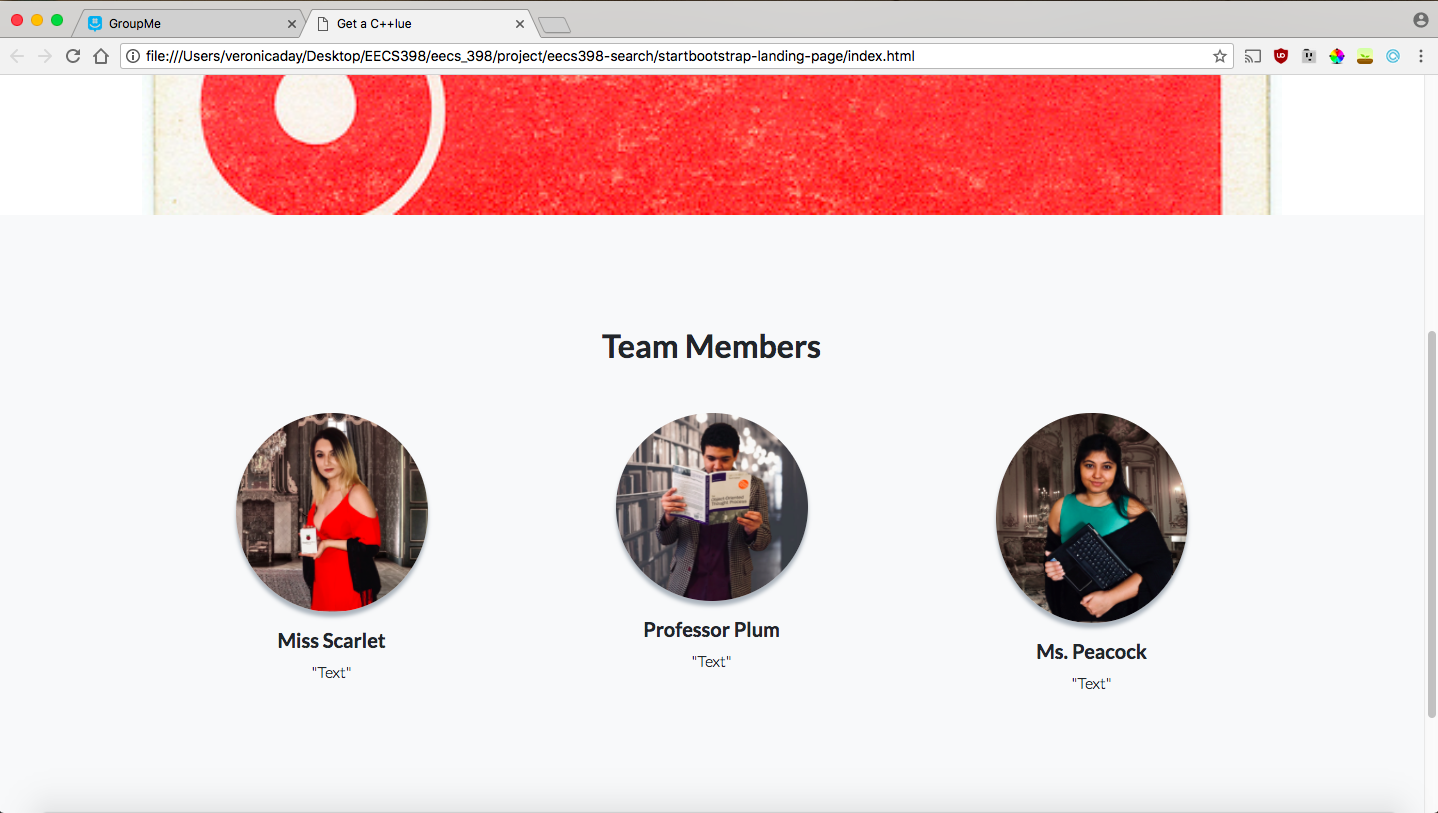 GroupMe
Get a C++lue
file:///Users/veronicaday/Desktop/EECS398/eecs_398/project/eecs398-search/startbootstrap-landing-page/index.html
Team Members
Miss Scarlet
"Text"
Professor Plum
"Text"
Ms. Peacock
"Text"